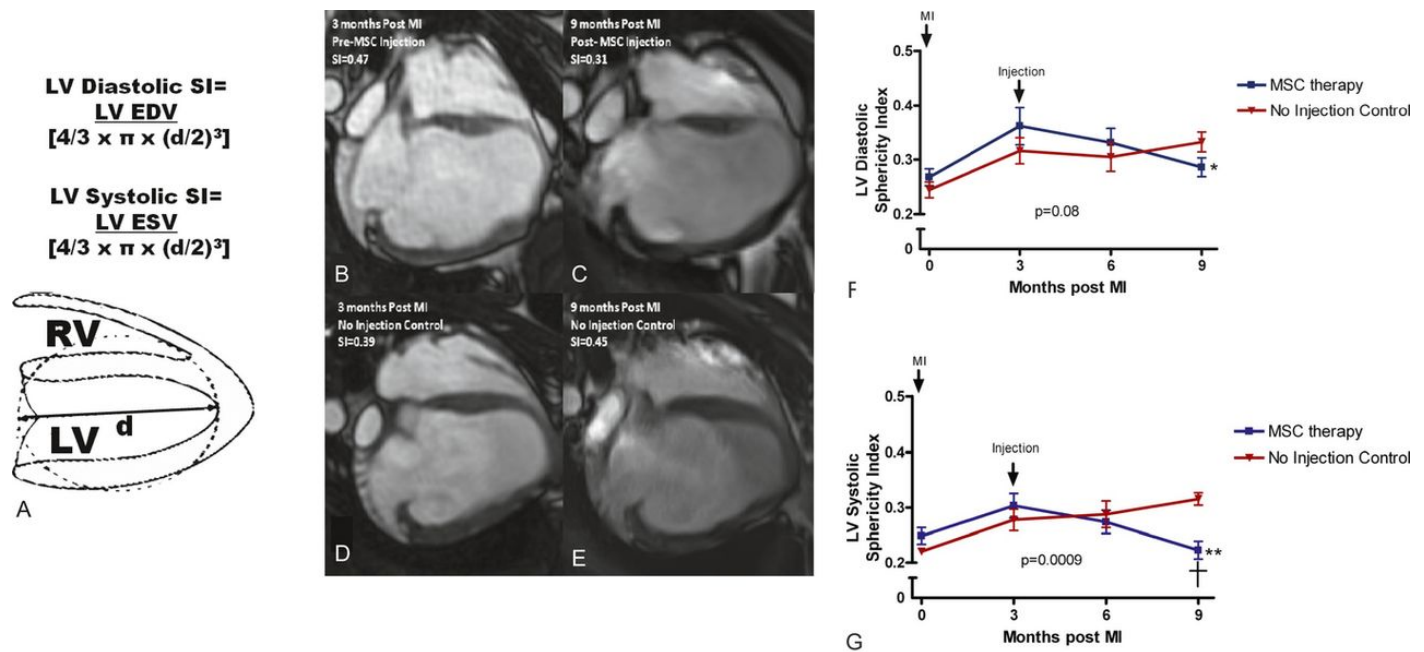 LV Diastolic SI=
LV EDV
[4/3 x π x (d/2)³]
LV Systolic SI=
LV ESV
[4/3 x π x (d/2)³]
RV
LV
d
A
3 months Post MI
Pre-MSC Injection
SI=0.47
B
9 months Post MI
Post- MSC Injection
SI=0.31
C
3 months Post MI
No Injection Control
SI=0.39
D
9 months Post MI
No Injection Control
SI=0.45
E
MI
Injection
LV Diastolic
Sphericity Index
0.5
0.4
0.3
0.2
0
*
p=0.08
0
3
6
9
Months post MI
MSC therapy
No Injection Control
F
MI
Injection
LV Systolic
Sphericity Index
0.5
0.4
0.3
0.2
0
**
†
p=0.0009
0
3
6
9
Months post MI
MSC therapy
No Injection Control
G